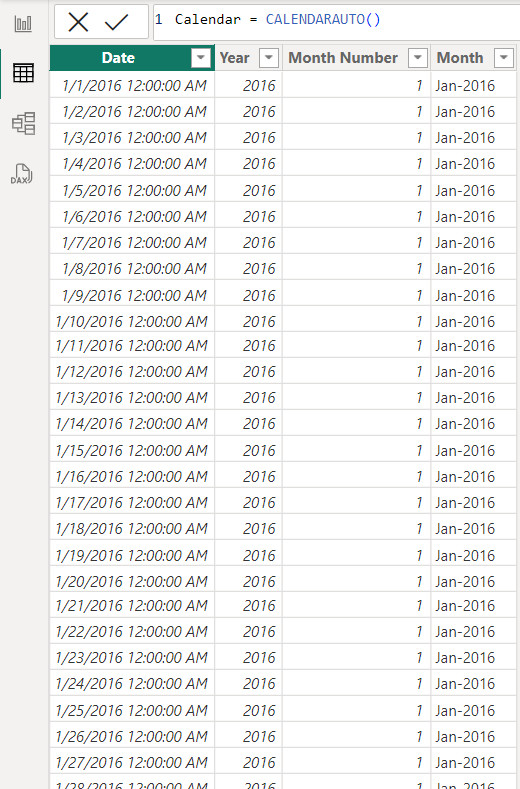 1 Calendar = CALENDARAUTO()
Date Year Month Number Month
1/1/2016 12:00:00 AM 2016 1 Jan-2016
1/2/2016 12:00:00 AM 2016 1 Jan-2016
1/3/2016 12:00:00 AM 2016 1 Jan-2016
1/4/2016 12:00:00 AM 2016 1 Jan-2016
1/5/2016 12:00:00 AM 2016 1 Jan-2016
1/6/2016 12:00:00 AM 2016 1 Jan-2016
1/7/2016 12:00:00 AM 2016 1 Jan-2016
1/8/2016 12:00:00 AM 2016 1 Jan-2016
1/9/2016 12:00:00 AM 2016 1 Jan-2016
1/10/2016 12:00:00 AM 2016 1 Jan-2016
1/11/2016 12:00:00 AM 2016 1 Jan-2016
1/12/2016 12:00:00 AM 2016 1 Jan-2016
1/13/2016 12:00:00 AM 2016 1 Jan-2016
1/14/2016 12:00:00 AM 2016 1 Jan-2016
1/15/2016 12:00:00 AM 2016 1 Jan-2016
1/16/2016 12:00:00 AM 2016 1 Jan-2016
1/17/2016 12:00:00 AM 2016 1 Jan-2016
1/18/2016 12:00:00 AM 2016 1 Jan-2016
1/19/2016 12:00:00 AM 2016 1 Jan-2016
1/20/2016 12:00:00 AM 2016 1 Jan-2016
1/21/2016 12:00:00 AM 2016 1 Jan-2016
1/22/2016 12:00:00 AM 2016 1 Jan-2016
1/23/2016 12:00:00 AM 2016 1 Jan-2016
1/24/2016 12:00:00 AM 2016 1 Jan-2016
1/25/2016 12:00:00 AM 2016 1 Jan-2016
1/26/2016 12:00:00 AM 2016 1 Jan-2016
1/27/2016 12:00:00 AM 2016 1 Jan-2016
1/28/2016 12:00:00 AM 2016 1 Jan-2016
DAX